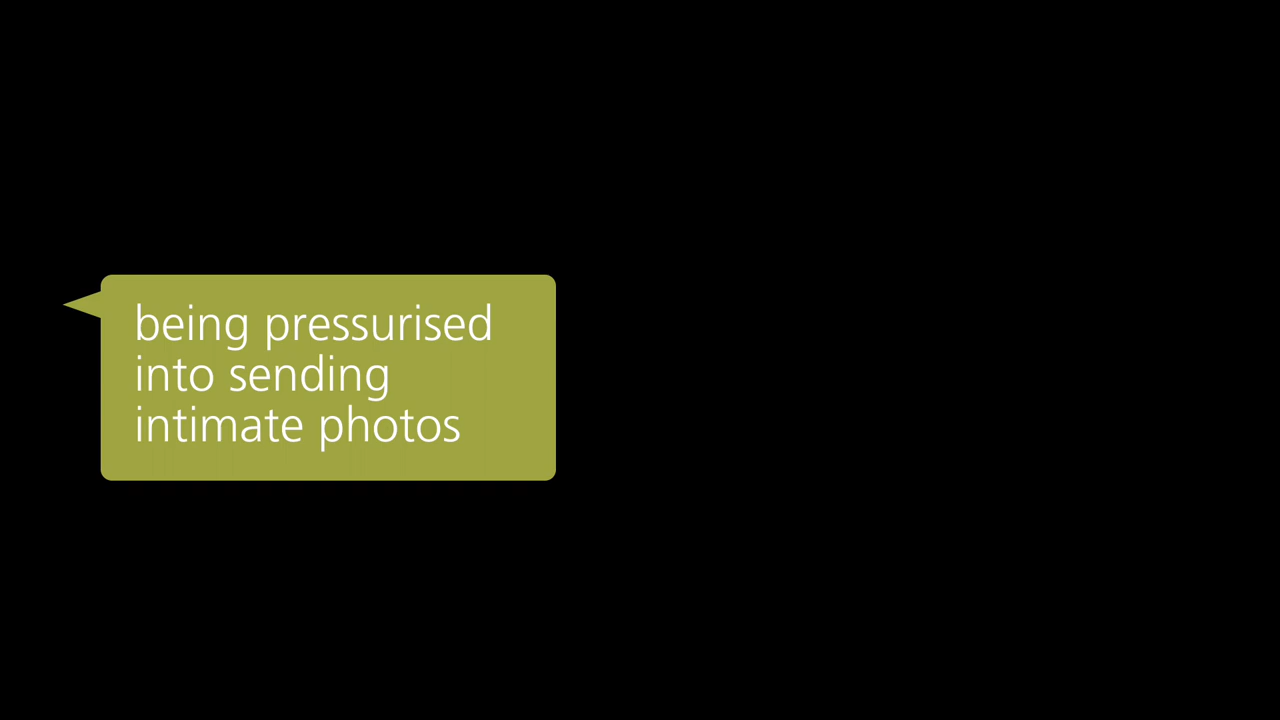 being pressurised
into sending
intimate photos